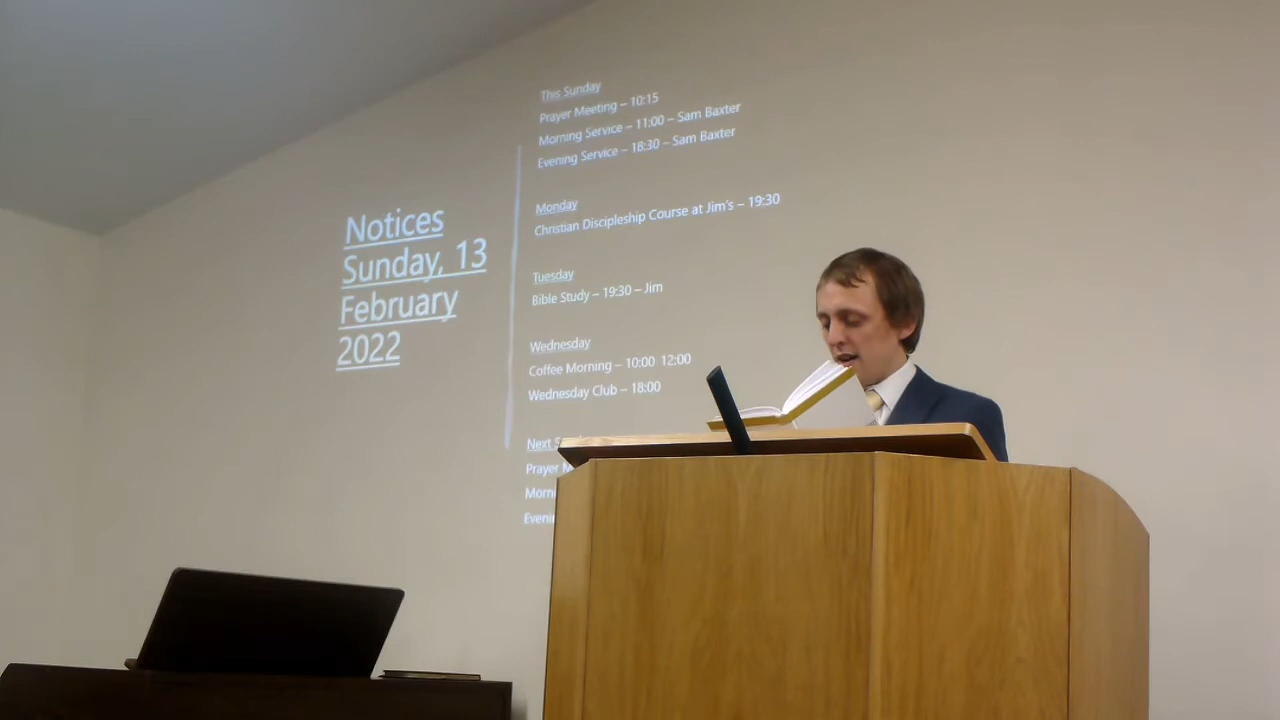 Notices
Sunday, 13
February
2022
This Sunday
Prayer Meeting – 10:15
Morning Service – 11:00 – Sam Baxter
Evening Service – 18:30 – Sam Baxter
Monday
Christian Discipleship Course at Jim's – 19:30
Tuesday
Bible Study – 19:30 – Jim
Wednesday
Coffee Morning – 10:00 12:00
Wednesday Club – 18:00
Next
Prayer